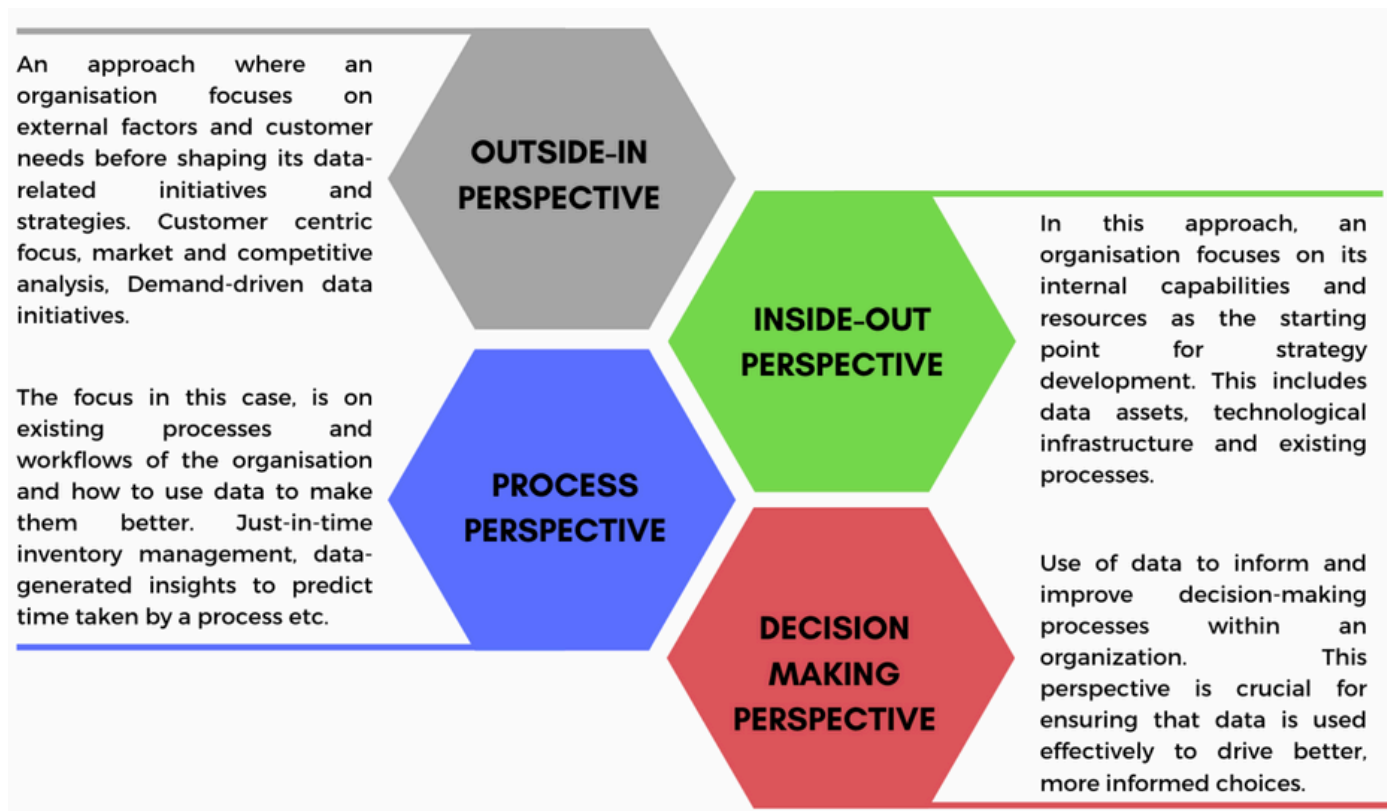 An approach where an
organisation focuses on
external factors and customer
needs before shaping its data-
related initiatives and
strategies. Customer centric
focus, market and competitive
analysis, Demand-driven data
initiatives.
OUTSIDE-IN
PERSPECTIVE
INSIDE-OUT
PERSPECTIVE
In this approach, an
organisation focuses on its
internal capabilities and
resources as the starting
point for strategy
development. This includes
data assets, technological
infrastructure and existing
processes.
The focus in this case, is on
existing processes and
workflows of the organisation
and how to use data to make
them better. Just-in-time
inventory management, data-
generated insights to predict
time taken by a process etc.
PROCESS
PERSPECTIVE
DECISION
MAKING
PERSPECTIVE
Use of data to inform and
improve decision-making
processes within an
organization. This
perspective is crucial for
ensuring that data is used
effectively to drive better,
more informed choices.